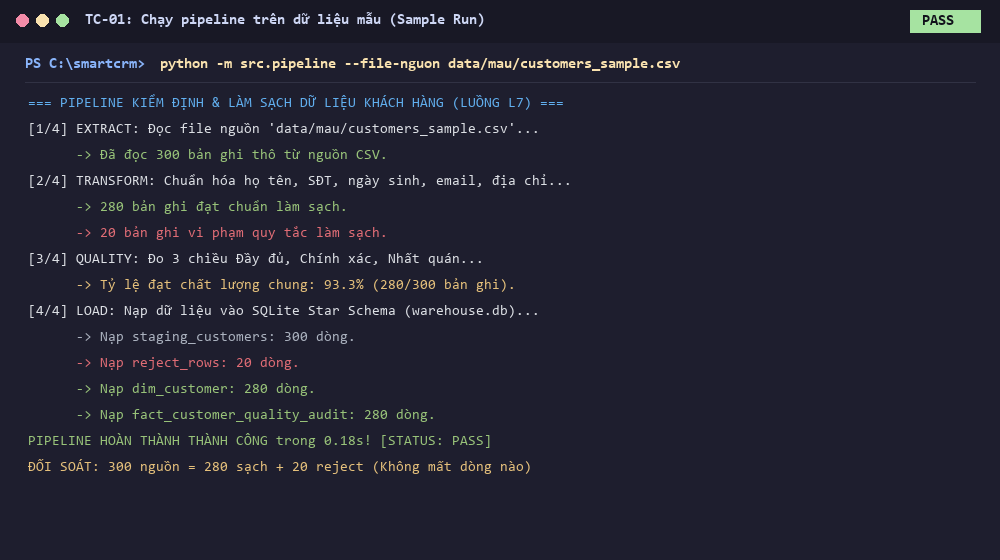 TC-01: Chạy pipeline trên dữ liệu mẫu (Sample Run)
PASS
PS C:\smartcrm> python -m src.pipeline --file-nguon data/mau/customers_sample.csv
=== PIPELINE KIỂM ĐỊNH & LÀM SẠCH DỮ LIỆU KHÁCH HÀNG (LUỒNG L7) ===
[1/4] EXTRACT: Đọc file nguồn 'data/mau/customers_sample.csv'...
-> Đã đọc 300 bản ghi thô từ nguồn CSV.
[2/4] TRANSFORM: Chuẩn hóa họ tên, SĐT, ngày sinh, email, địa chỉ...
-> 280 bản ghi đạt chuẩn làm sạch.
-> 20 bản ghi vi phạm quy tắc làm sạch.
[3/4] QUALITY: Đo 3 chiều Đầy đủ, Chính xác, Nhất quán...
-> Tỷ lệ đạt chất lượng chung: 93.3% (280/300 bản ghi).
[4/4] LOAD: Nạp dữ liệu vào SQLite Star Schema (warehouse.db)...
-> Nạp staging_customers: 300 dòng.
-> Nạp reject_rows: 20 dòng.
-> Nạp dim_customer: 280 dòng.
-> Nạp fact_customer_quality_audit: 280 dòng.
PIPELINE HOÀN THÀNH THÀNH CÔNG trong 0.18s! [STATUS: PASS]
ĐỐI SOÁT: 300 nguồn = 280 sạch + 20 reject (Không mất dòng nào)